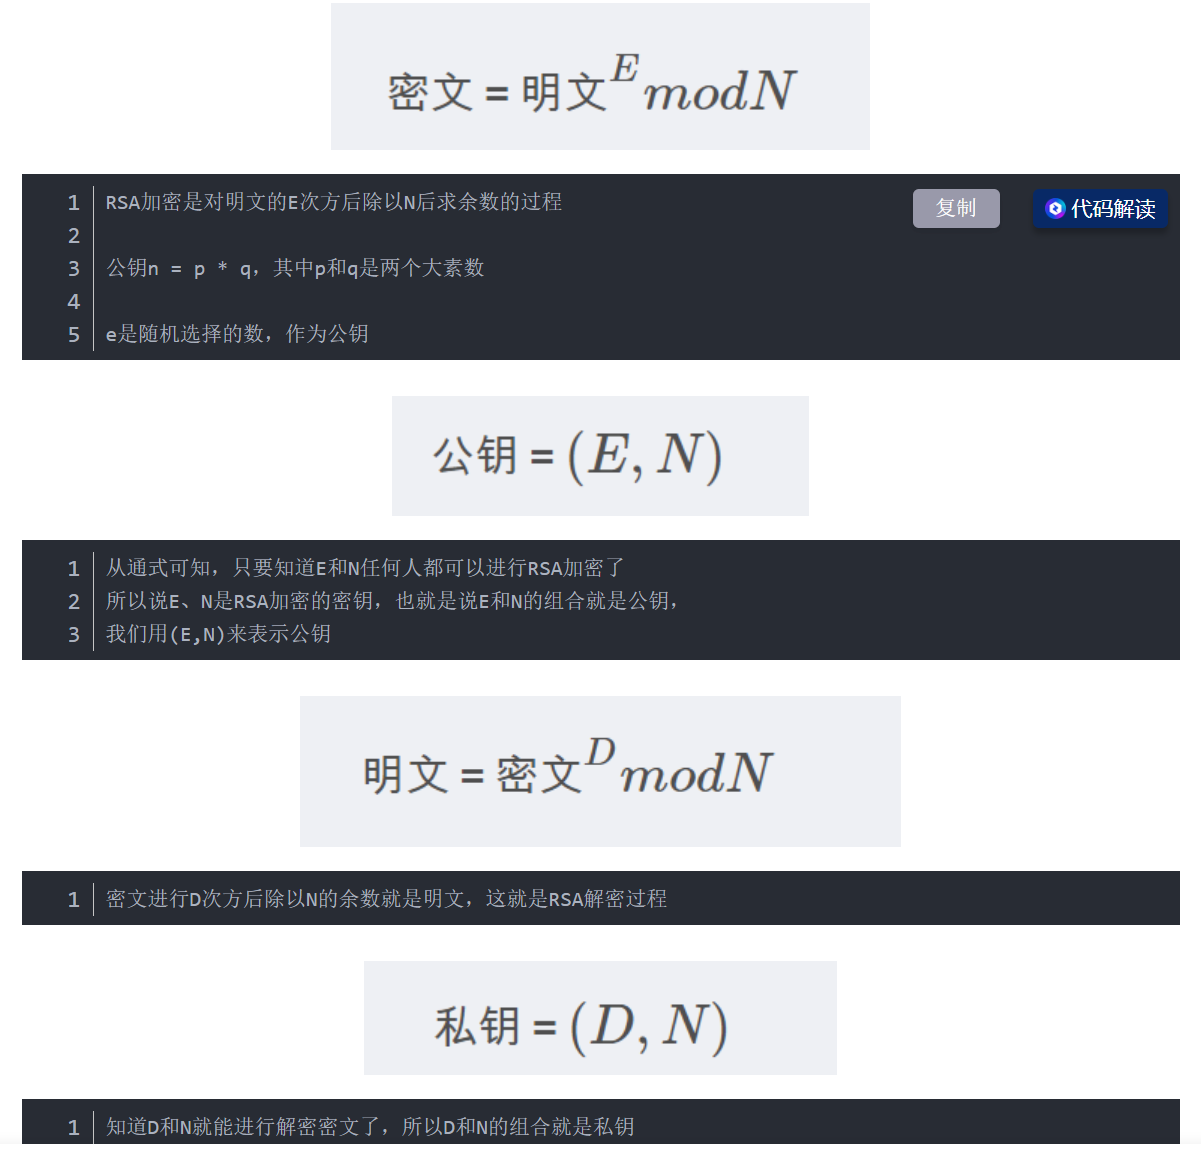 密文 = 明文^E mod N
1 RSA加密是对明文的E次方后除以N后求余数的过程
复制
代码解读
2
3 公钥n = p * q，其中p和q是两个大素数
4
5 e是随机选择的数，作为公钥
公钥 = (E, N)
1 从通式可知，只要知道E和N任何人都可以进行RSA加密了
2 所以说E、N是RSA加密的密钥，也就是说E和N的组合就是公钥，
3 我们用(E,N)来表示公钥
明文 = 密文^D mod N
1 密文进行D次方后除以N的余数就是明文，这就是RSA解密过程
私钥 = (D, N)
1 知道D和N就能进行解密密文了，所以D和N的组合就是私钥